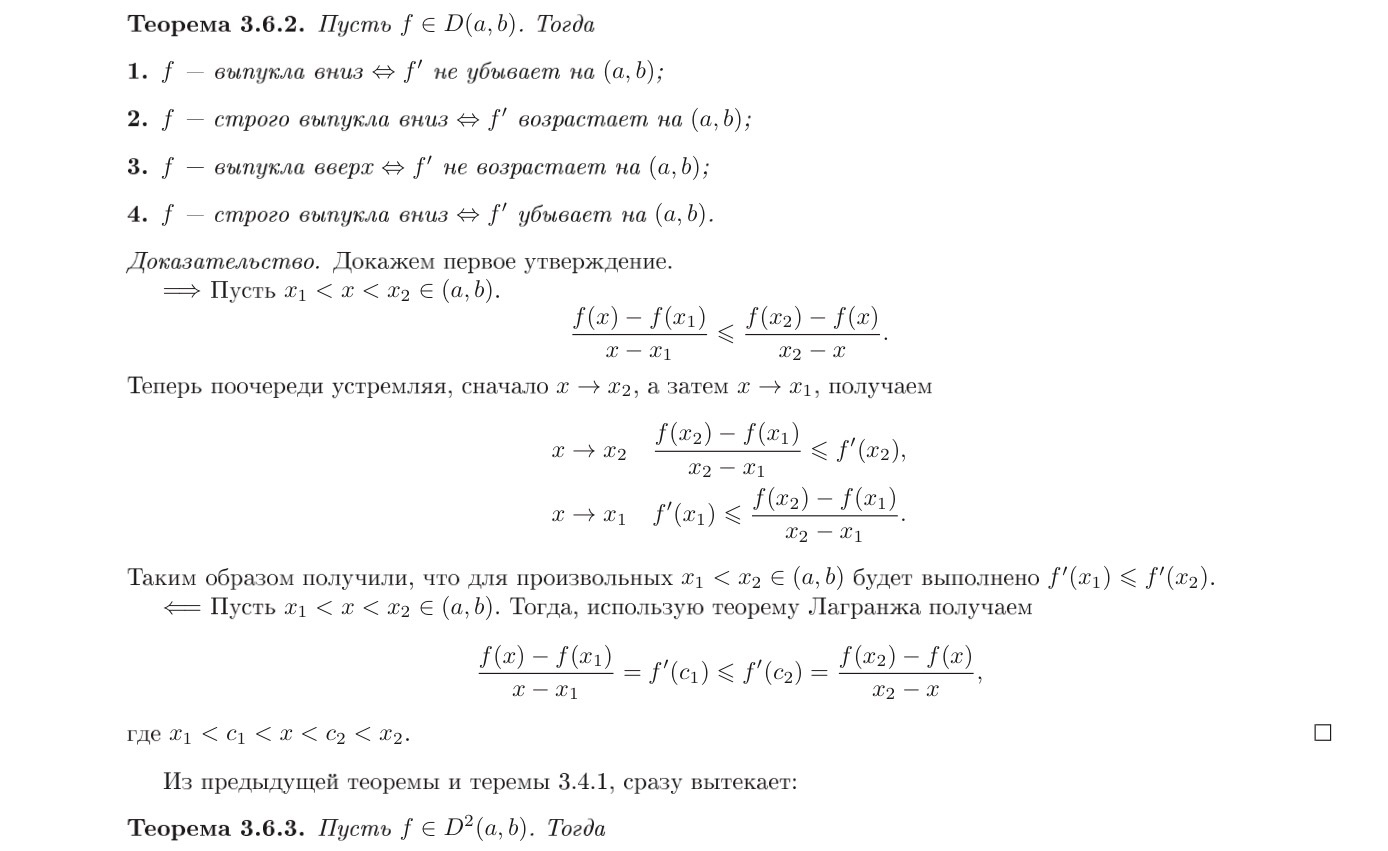 Теорема 3.6.2. Пусть f ∈ D(a, b). Тогда
1. f — выпукла вниз ⇔ f′ не убывает на (a, b);
2. f — строго выпукла вниз ⇔ f′ возрастает на (a, b);
3. f — выпукла вверх ⇔ f′ не возрастает на (a, b);
4. f — строго выпукла вниз ⇔ f′ убывает на (a, b).
Доказательство. Докажем первое утверждение.
⟹ Пусть x₁ < x < x₂ ∈ (a, b).
(f(x) − f(x₁))/(x − x₁) ⩽ (f(x₂) − f(x))/(x₂ − x).
Теперь поочереди устремляя, сначало x → x₂, а затем x → x₁, получаем
x → x₂ (f(x₂) − f(x₁))/(x₂ − x₁) ⩽ f′(x₂),
x → x₁ f′(x₁) ⩽ (f(x₂) − f(x₁))/(x₂ − x₁).
Таким образом получили, что для произвольных x₁ < x₂ ∈ (a, b) будет выполнено f′(x₁) ⩽ f′(x₂).
⟸ Пусть x₁ < x < x₂ ∈ (a, b). Тогда, использую теорему Лагранжа получаем
(f(x) − f(x₁))/(x − x₁) = f′(c₁) ⩽ f′(c₂) = (f(x₂) − f(x))/(x₂ − x),
где x₁ < c₁ < x < c₂ < x₂. □
Из предыдущей теоремы и теремы 3.4.1, сразу вытекает:
Теорема 3.6.3. Пусть f ∈ D²(a, b). Тогда